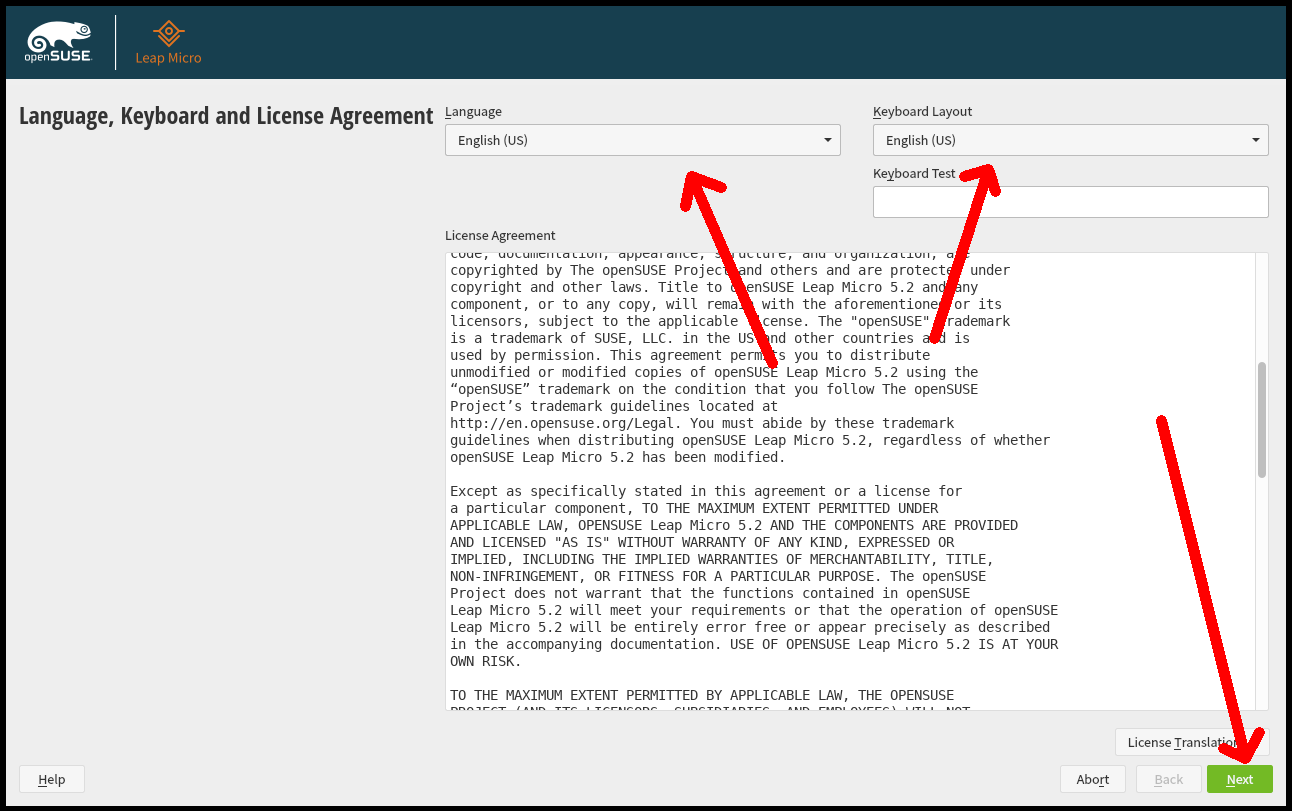 openSUSE
Leap Micro
Language, Keyboard and License Agreement
Language
English (US)
Keyboard Layout
English (US)
Keyboard Test
License Agreement
code, documentation, appearance, structure, and organization, are
copyrighted by The openSUSE Project and others and are protected under
copyright and other laws. Title to openSUSE Leap Micro 5.2 and any
component, or to any copy, will remain with the aforementioned or its
licensors, subject to the applicable license. The "openSUSE" trademark
is a trademark of SUSE, LLC. in the US and other countries and is
used by permission. This agreement permits you to distribute
unmodified or modified copies of openSUSE Leap Micro 5.2 using the
“openSUSE” trademark on the condition that you follow The openSUSE
Project’s trademark guidelines located at
http://en.opensuse.org/Legal. You must abide by these trademark
guidelines when distributing openSUSE Leap Micro 5.2, regardless of whether
openSUSE Leap Micro 5.2 has been modified.
Except as specifically stated in this agreement or a license for
a particular component, TO THE MAXIMUM EXTENT PERMITTED UNDER
APPLICABLE LAW, OPENSUSE Leap Micro 5.2 AND THE COMPONENTS ARE PROVIDED
AND LICENSED "AS IS" WITHOUT WARRANTY OF ANY KIND, EXPRESSED OR
IMPLIED, INCLUDING THE IMPLIED WARRANTIES OF MERCHANTABILITY, TITLE,
NON-INFRINGEMENT, OR FITNESS FOR A PARTICULAR PURPOSE. The openSUSE
Project does not warrant that the functions contained in openSUSE
Leap Micro 5.2 will meet your requirements or that the operation of openSUSE
Leap Micro 5.2 will be entirely error free or appear precisely as described
in the accompanying documentation. USE OF OPENSUSE Leap Micro 5.2 IS AT YOUR
OWN RISK.
TO THE MAXIMUM EXTENT PERMITTED BY APPLICABLE LAW, THE OPENSUSE
PROJECT (AND ITS LICENSORS, SUBSIDIARIES, AND EMPLOYEES) WILL NOT
License Translation
Help
Abort
Back
Next